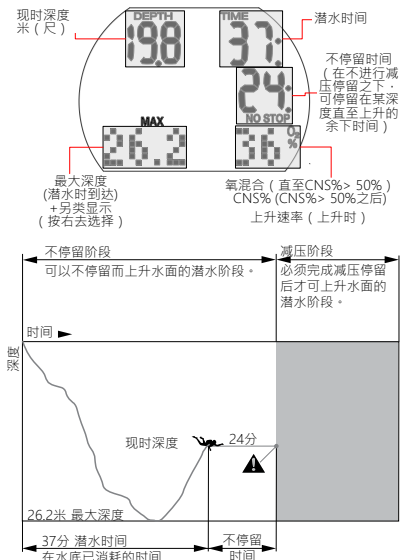 现时深度
米（尺）
DEPTH
19.8
TIME
37:
潜水时间
24:
NO STOP
不停留时间
（在不进行减
压停留之下，
可停留在某深
度直至上升的
余下时间）
MAX
26.2
36
O2
%
最大深度
(潜水时到达)
+另类显示
（按右去选择）
氧混合（直至CNS%> 50%）
CNS% (CNS%> 50%之后)
上升速率（上升时）
不停留阶段
可以不停留而上升水面的潜水阶段。
减压阶段
必须完成减压停留
后才可上升水面的
潜水阶段。
时间
深度
现时深度
24分
26.2米 最大深度
37分 潜水时间
在水底已消耗的时间
不停留
时间